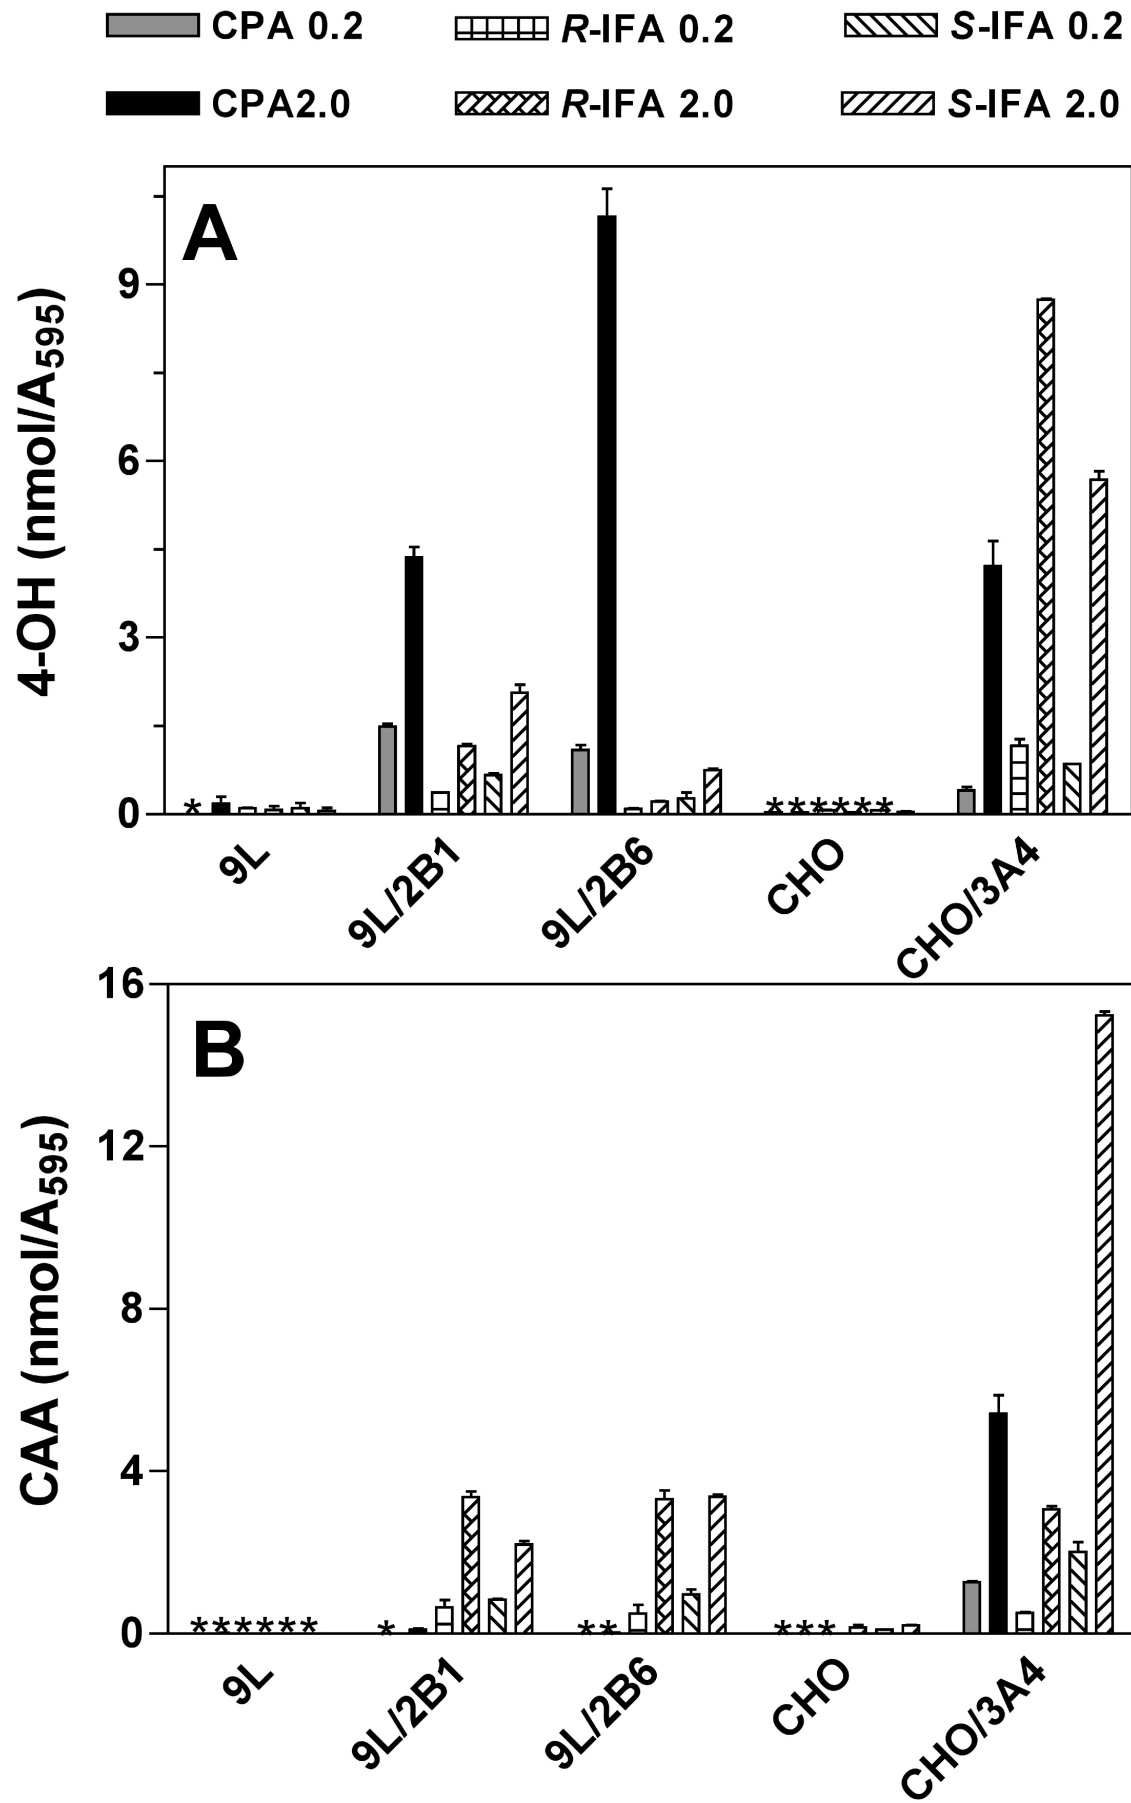 CPA 0.2 R-IFA 0.2 S-IFA 0.2
CPA2.0 R-IFA 2.0 S-IFA 2.0
A
4-OH (nmol/A595)
9
6
3
0
* ******
9L 9L/2B1 9L/2B6 CHO CHO/3A4
B
CAA (nmol/A595)
16
12
8
4
0
****** * ** ***
9L 9L/2B1 9L/2B6 CHO CHO/3A4